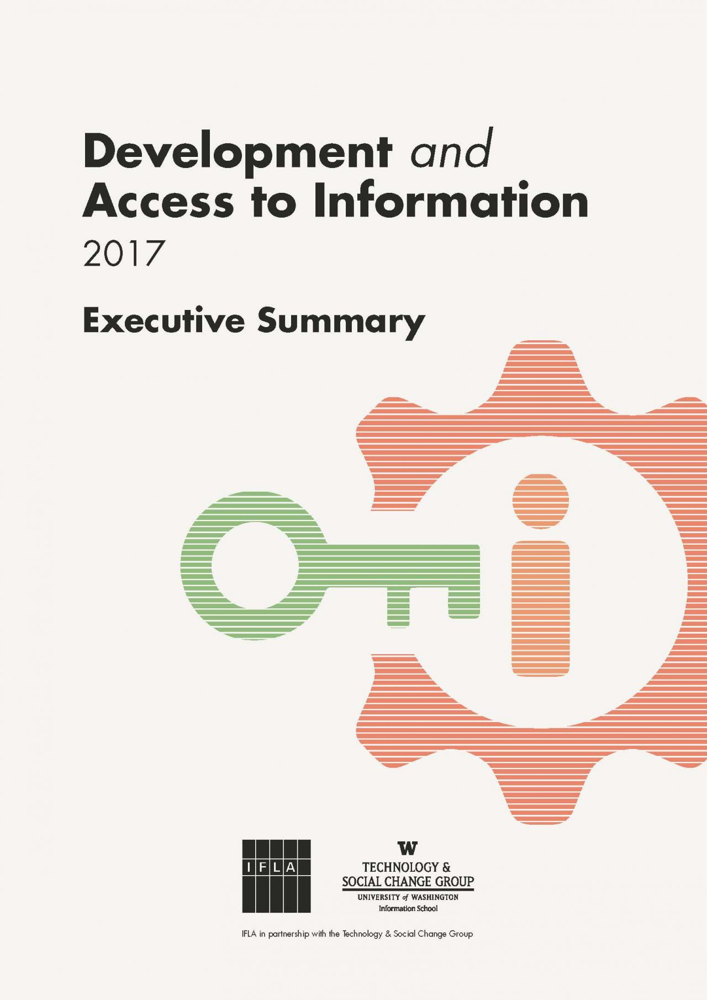 Development and
Access to Information
2017
Executive Summary
i
IFLA
W
TECHNOLOGY &
SOCIAL CHANGE GROUP
UNIVERSITY of WASHINGTON
Information School
IFLA in partnership with the Technology & Social Change Group